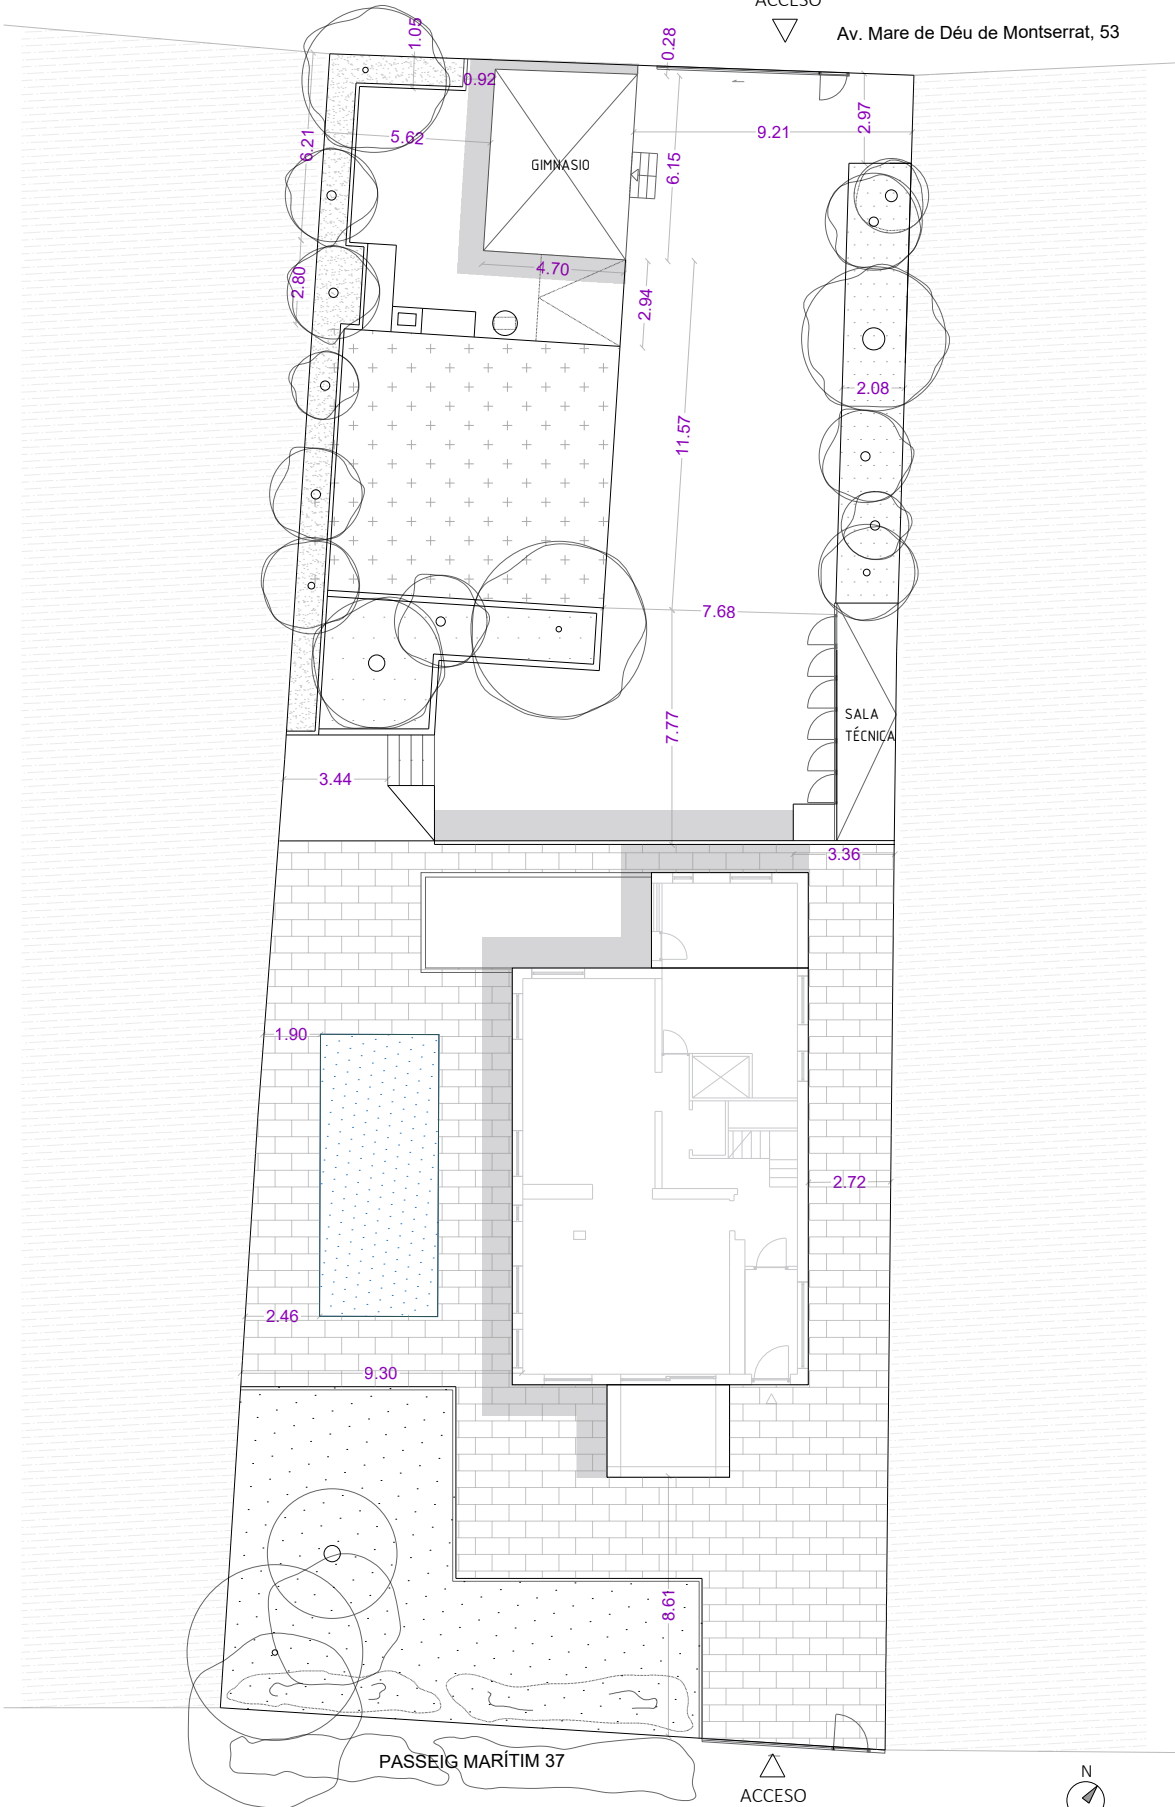 ACCESO
Av. Mare de Déu de Montserrat, 53
1.05
0.28
0.92
2.97
9.21
5.62
6.21
6.15
GIMNASIO
4.70
2.80
2.94
2.08
11.57
7.68
SALA
TÉCNICA
7.77
3.44
3.36
1.90
2.72
2.46
9.30
8.61
PASSEIG MARÍTIM 37
ACCESO
N